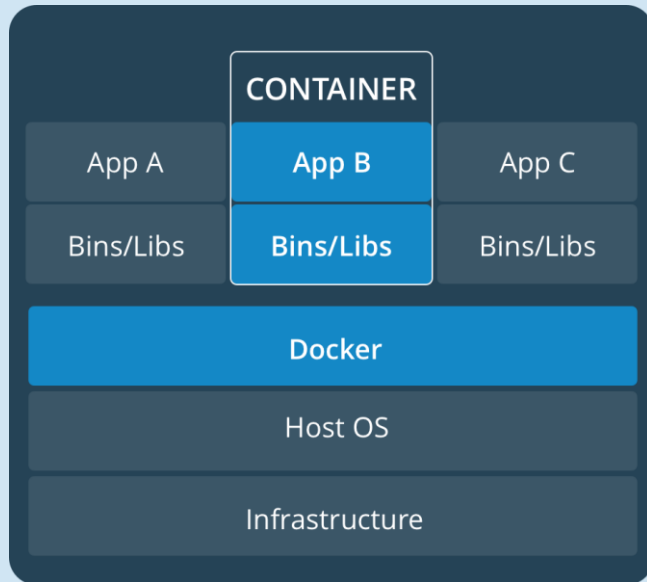 CONTAINER
App A
App B
App C
Bins/Libs
Bins/Libs
Bins/Libs
Docker
Host OS
Infrastructure